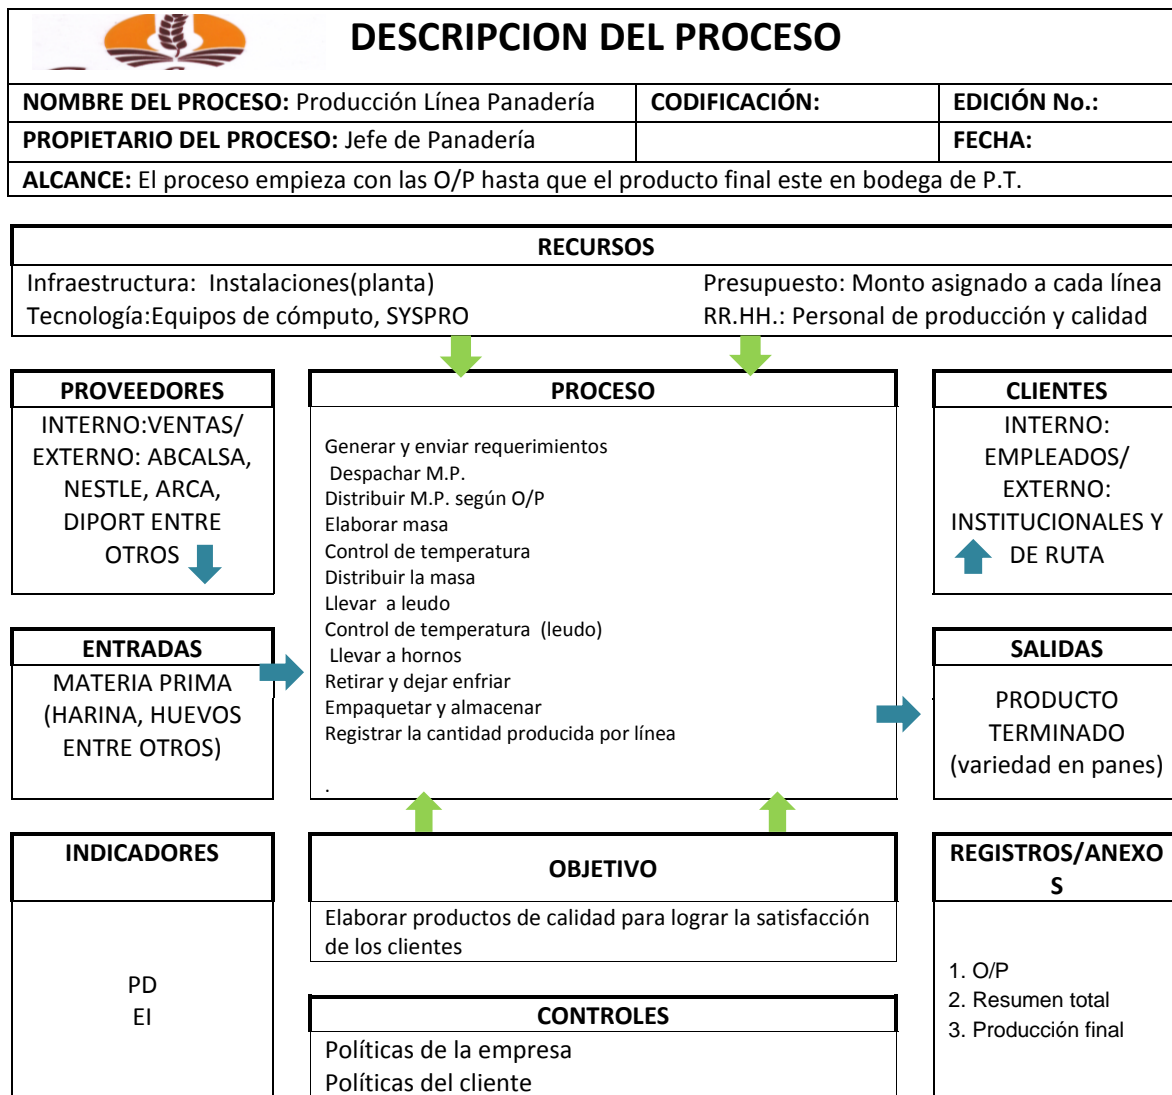 DESCRIPCION DEL PROCESO
NOMBRE DEL PROCESO: Producción Línea Panadería
CODIFICACIÓN:
EDICIÓN No.:
PROPIETARIO DEL PROCESO: Jefe de Panadería
FECHA:
ALCANCE: El proceso empieza con las O/P hasta que el producto final este en bodega de P.T.
RECURSOS
Infraestructura: Instalaciones(planta)
Presupuesto: Monto asignado a cada línea
Tecnología:Equipos de cómputo, SYSPRO
RR.HH.: Personal de producción y calidad
PROVEEDORES
INTERNO:VENTAS/
EXTERNO: ABCALSA,
NESTLE, ARCA,
DIPORT ENTRE
OTROS
PROCESO
Generar y enviar requerimientos
Despachar M.P.
Distribuir M.P. según O/P
Elaborar masa
Control de temperatura
Distribuir la masa
Llevar a leudo
Control de temperatura (leudo)
Llevar a hornos
Retirar y dejar enfriar
Empaquetar y almacenar
Registrar la cantidad producida por línea
.
CLIENTES
INTERNO:
EMPLEADOS/
EXTERNO:
INSTITUCIONALES Y
DE RUTA
ENTRADAS
MATERIA PRIMA
(HARINA, HUEVOS
ENTRE OTROS)
SALIDAS
PRODUCTO
TERMINADO
(variedad en panes)
INDICADORES
PD
EI
OBJETIVO
Elaborar productos de calidad para lograr la satisfacción
de los clientes
CONTROLES
Políticas de la empresa
Políticas del cliente
REGISTROS/ANEXO
S
1. O/P
2. Resumen total
3. Producción final